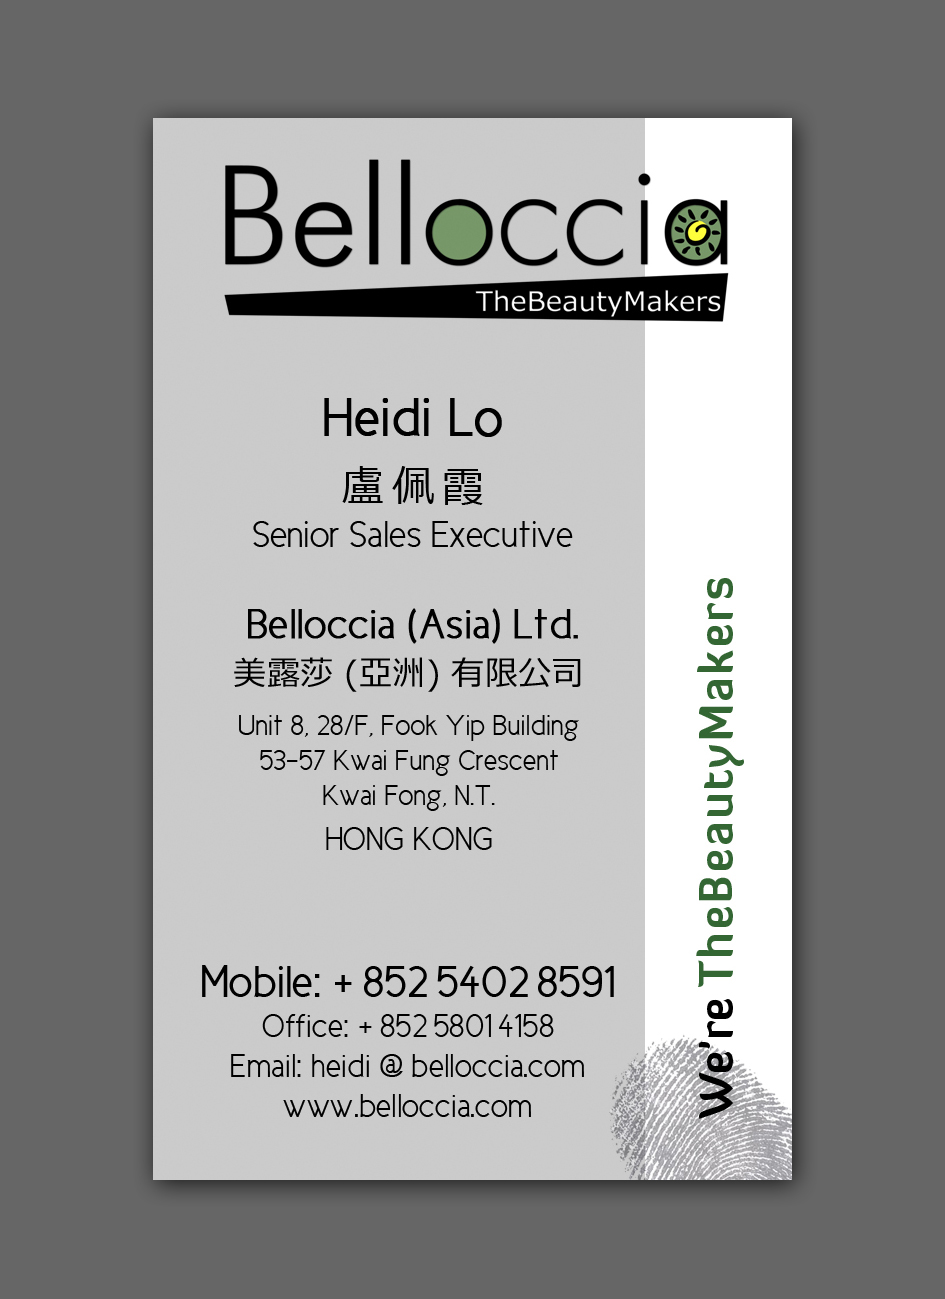 Belloccia
TheBeautyMakers
Heidi Lo
盧佩霞
Senior Sales Executive
Belloccia (Asia) Ltd.
美露莎 (亞洲) 有限公司
Unit 8, 28/F, Fook Yip Building
53-57 Kwai Fung Crescent
Kwai Fong, N.T.
HONG KONG
Mobile: + 852 5402 8591
Office: + 852 5801 4158
Email: heidi @ belloccia.com
www.belloccia.com
We're TheBeautyMakers